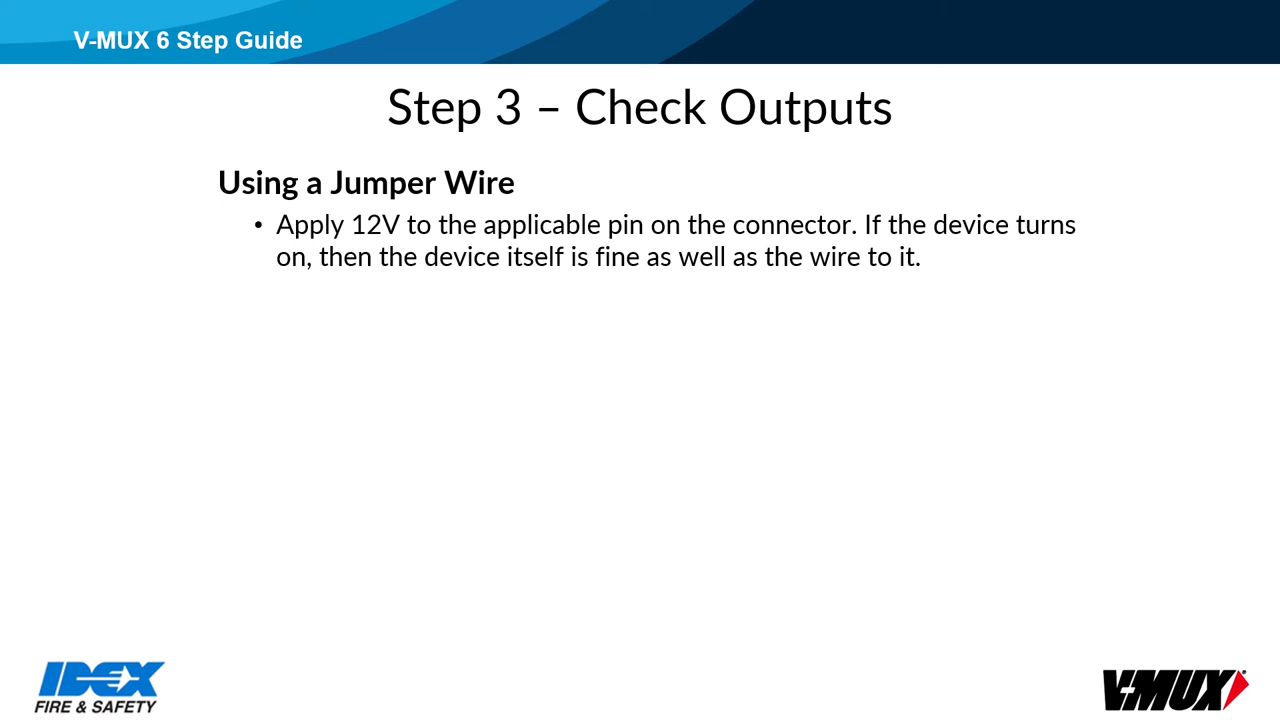 V-MUX 6 Step Guide
Step 3 – Check Outputs
Using a Jumper Wire
• Apply 12V to the applicable pin on the connector. If the device turns
on, then the device itself is fine as well as the wire to it.
IDEX
FIRE & SAFETY
V-MUX